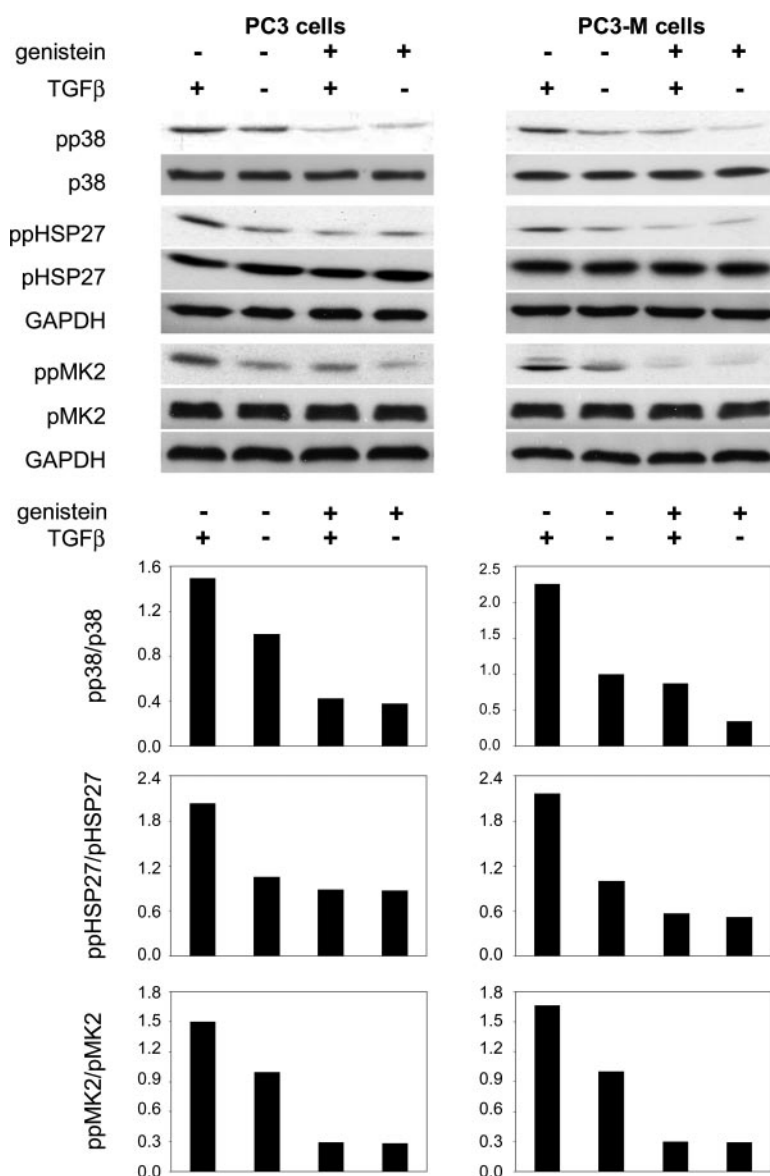 PC3 cells PC3-M cells
genistein - - + + - - + +
TGFβ + - + - + - + -
pp38
p38
ppHSP27
pHSP27
GAPDH
ppMK2
pMK2
GAPDH
genistein - - + + - - + +
TGFβ + - + - + - + -
pp38/p38
1.6
1.2
0.8
0.4
0.0
2.5
2.0
1.5
1.0
0.5
0.0
ppHSP27/pHSP27
2.4
1.8
1.2
0.6
0.0
2.4
1.8
1.2
0.6
0.0
ppMK2/pMK2
1.8
1.5
1.2
0.9
0.3
0.0
1.8
1.5
1.2
0.9
0.3
0.0